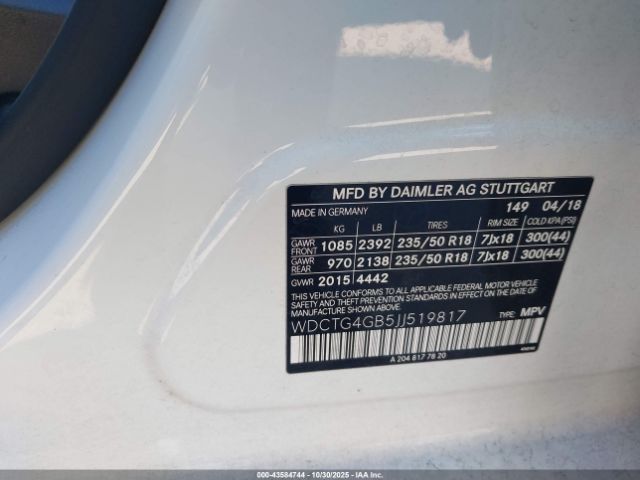 MFD BY DAIMLER AG STUTTGART
MADE IN GERMANY 149 04/18
KG LB TIRES RIM SIZE COLD KPA (PSI)
GAWR FRONT 1085 2392 235/50 R18 7Jx18 300(44)
GAWR REAR 970 2138 235/50 R18 7Jx18 300(44)
GVWR 2015 4442
THIS VEHICLE CONFORMS TO ALL APPLICABLE FEDERAL MOTOR VEHICLE
SAFETY, BUMPER, AND THEFT PREVENTION STANDARDS IN EFFECT ON THE DATE OF
MANUFACTURE SHOWN ABOVE.
WDCTG4GB5JJ519817 TYPE: MPV
A 204 817 78 20
000-43584744 - 10/30/2025 - IAA Inc.